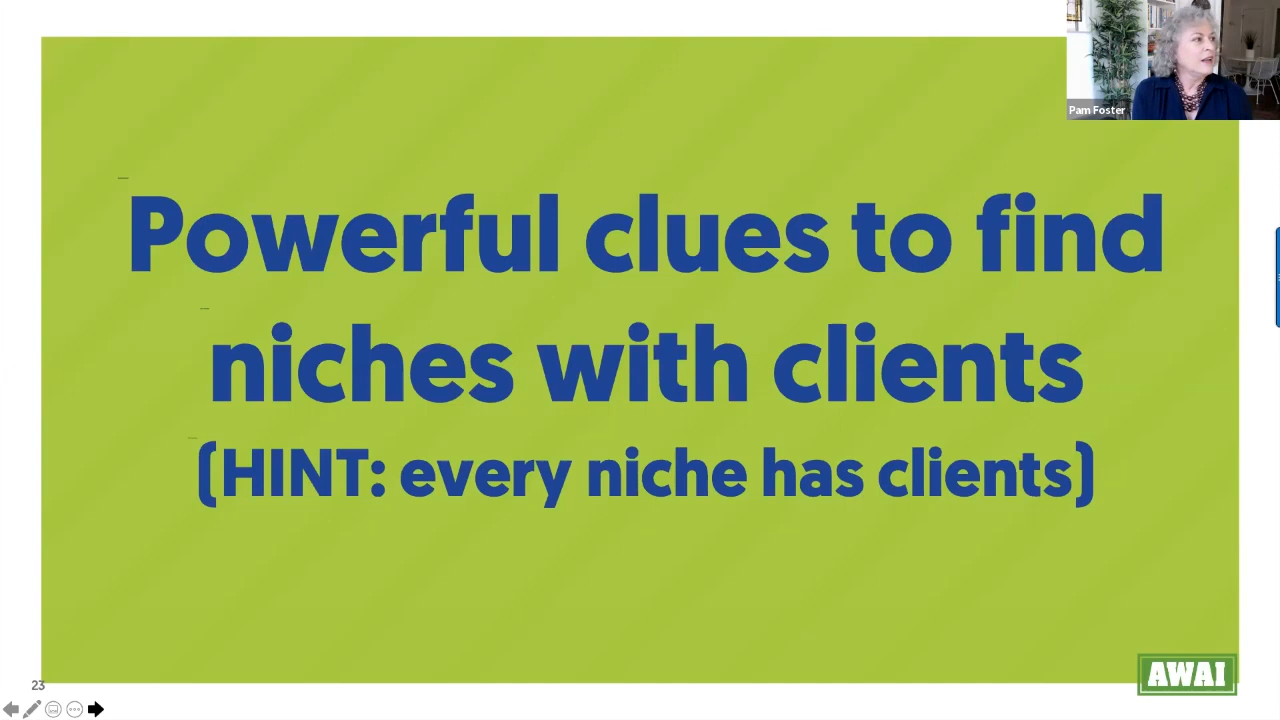 Pam Foster
Powerful clues to find
niches with clients
(HINT: every niche has clients)
AWAI
23